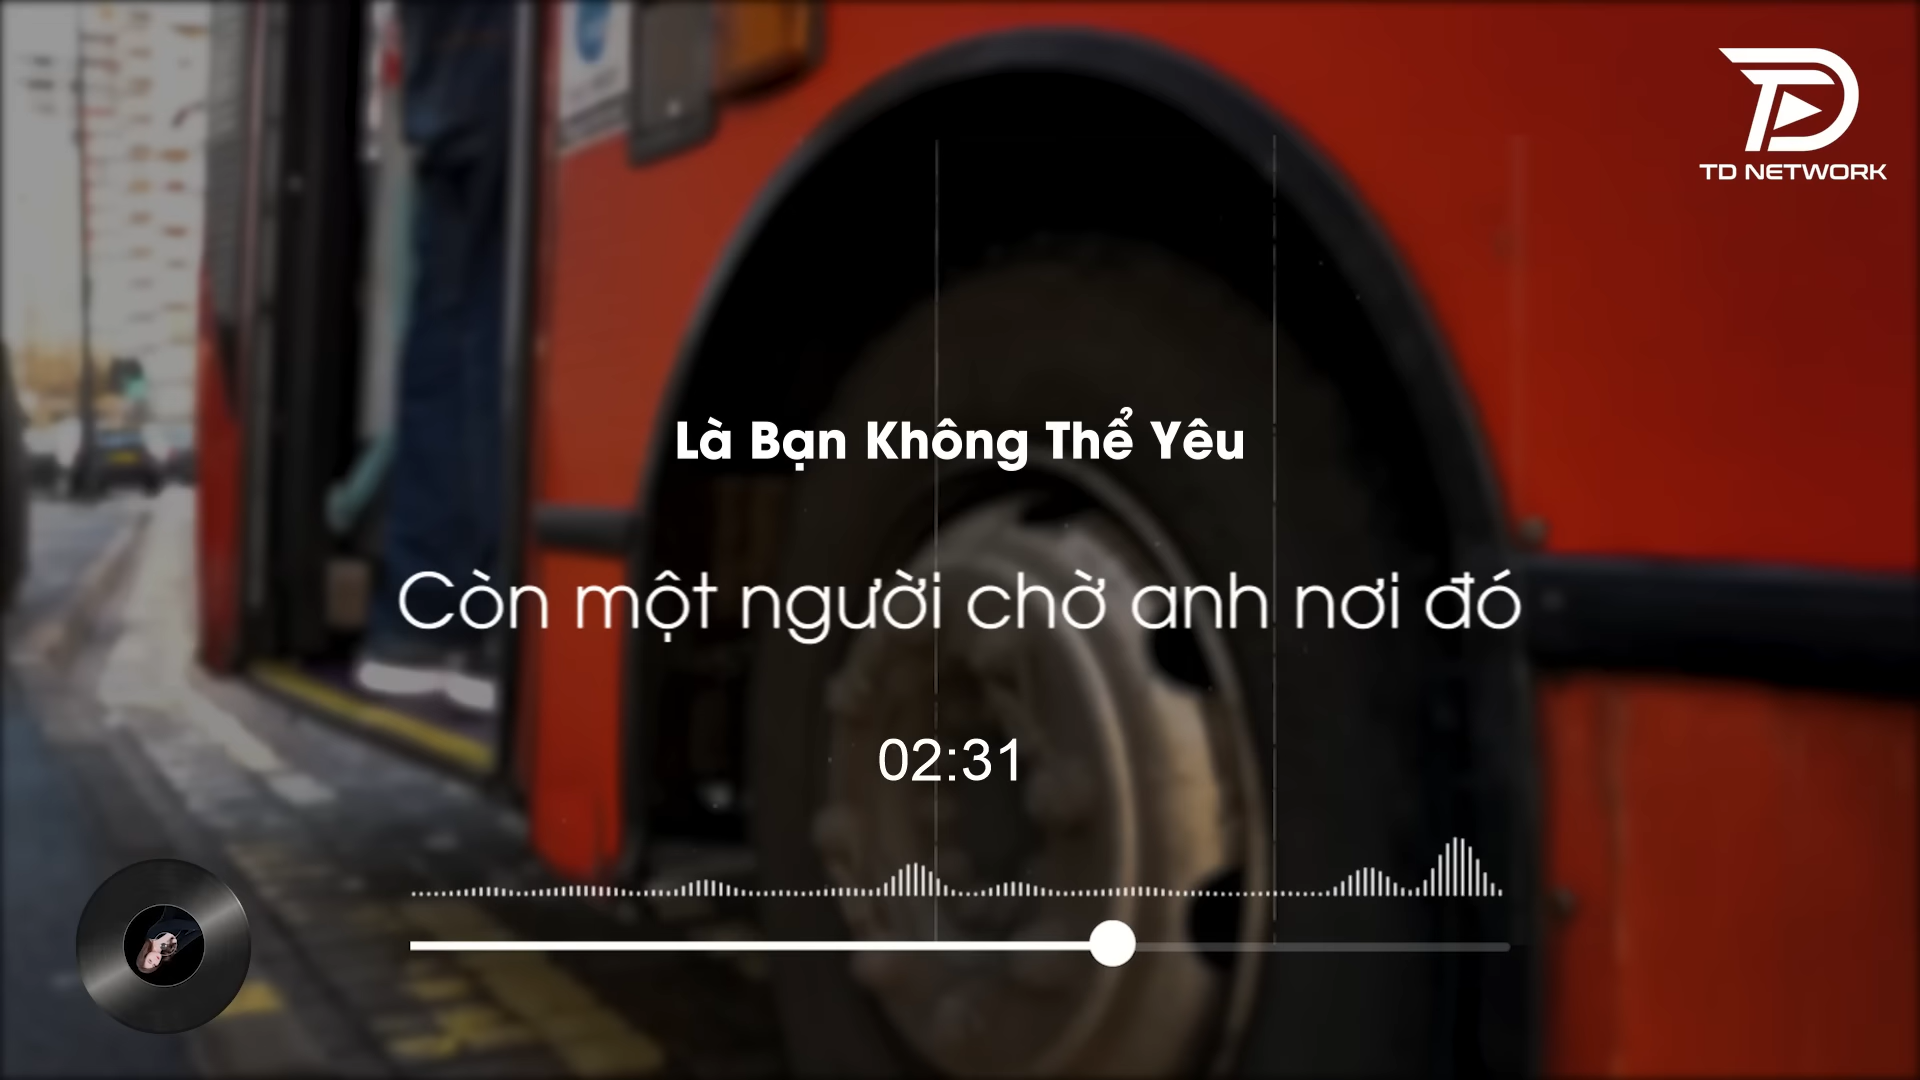 TD NETWORK
Là Bạn Không Thể Yêu
Còn một người chờ anh nơi đó
02:31